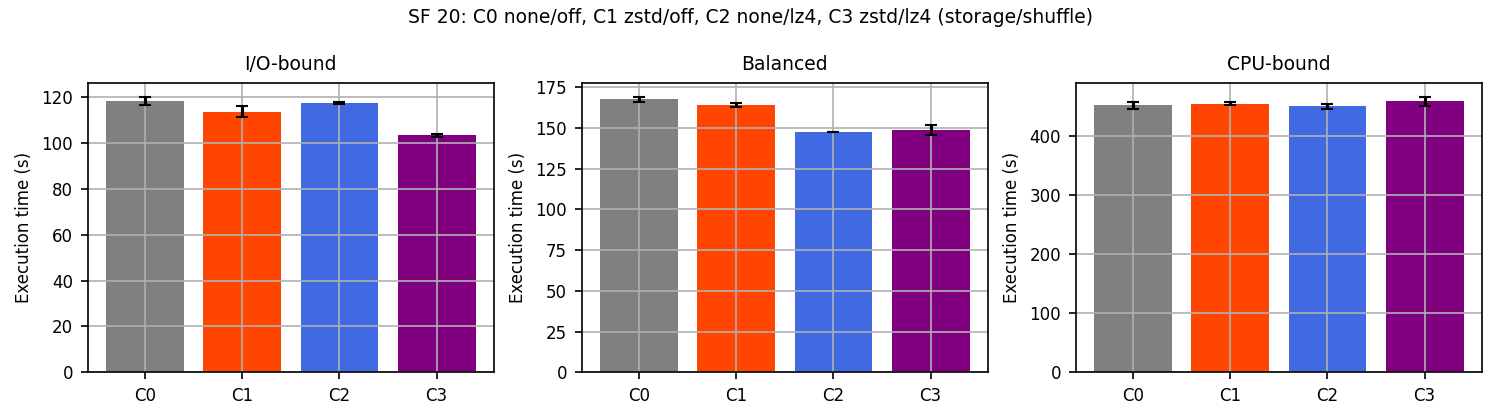 SF 20: C0 none/off, C1 zstd/off, C2 none/lz4, C3 zstd/lz4 (storage/shuffle)
I/O-bound
Execution time (s)
120
100
80
60
40
20
0
C0 C1 C2 C3
Balanced
Execution time (s)
175
150
125
100
75
50
25
0
C0 C1 C2 C3
CPU-bound
Execution time (s)
400
300
200
100
0
C0 C1 C2 C3